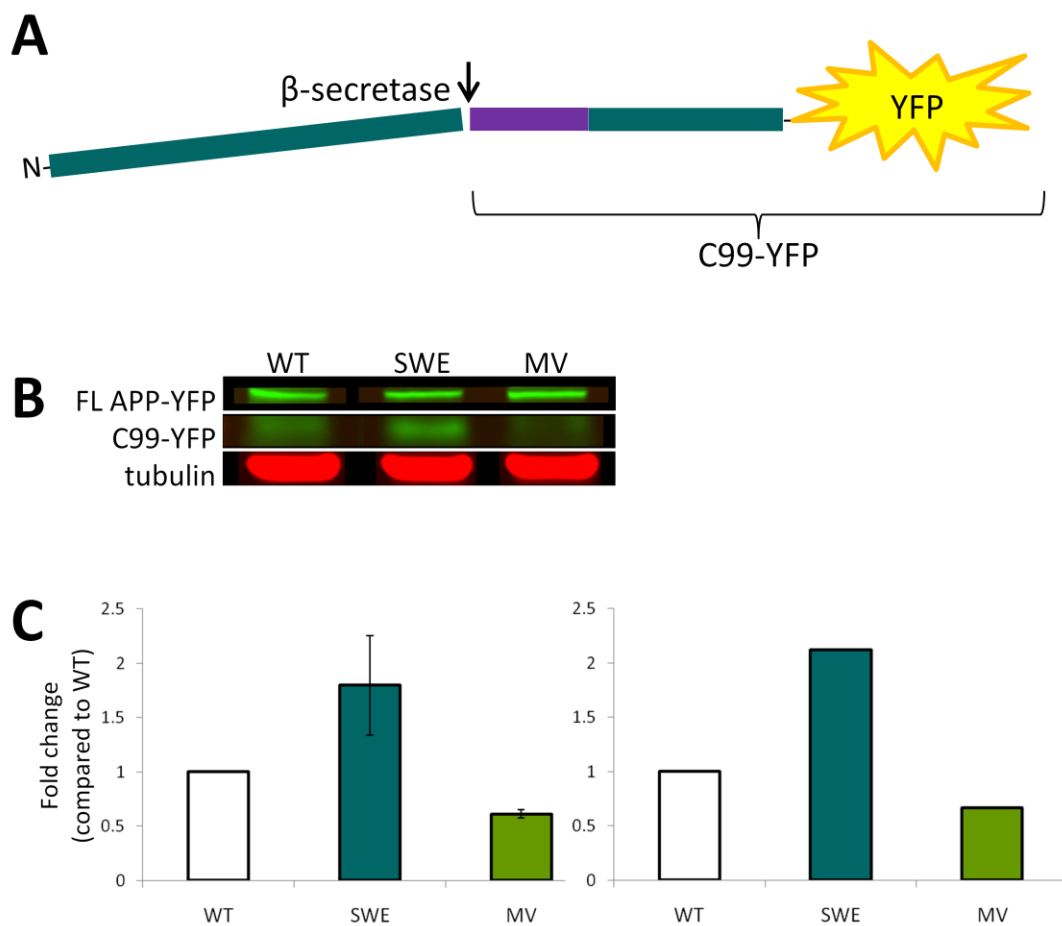 A
β-secretase
YFP
N-
C99-YFP
B
WT SWE MV
FL APP-YFP
C99-YFP
tubulin
C
Fold change
(compared to WT)
2.5
2
1.5
1
0.5
0
WT SWE MV
2.5
2
1.5
1
0.5
0
WT SWE MV